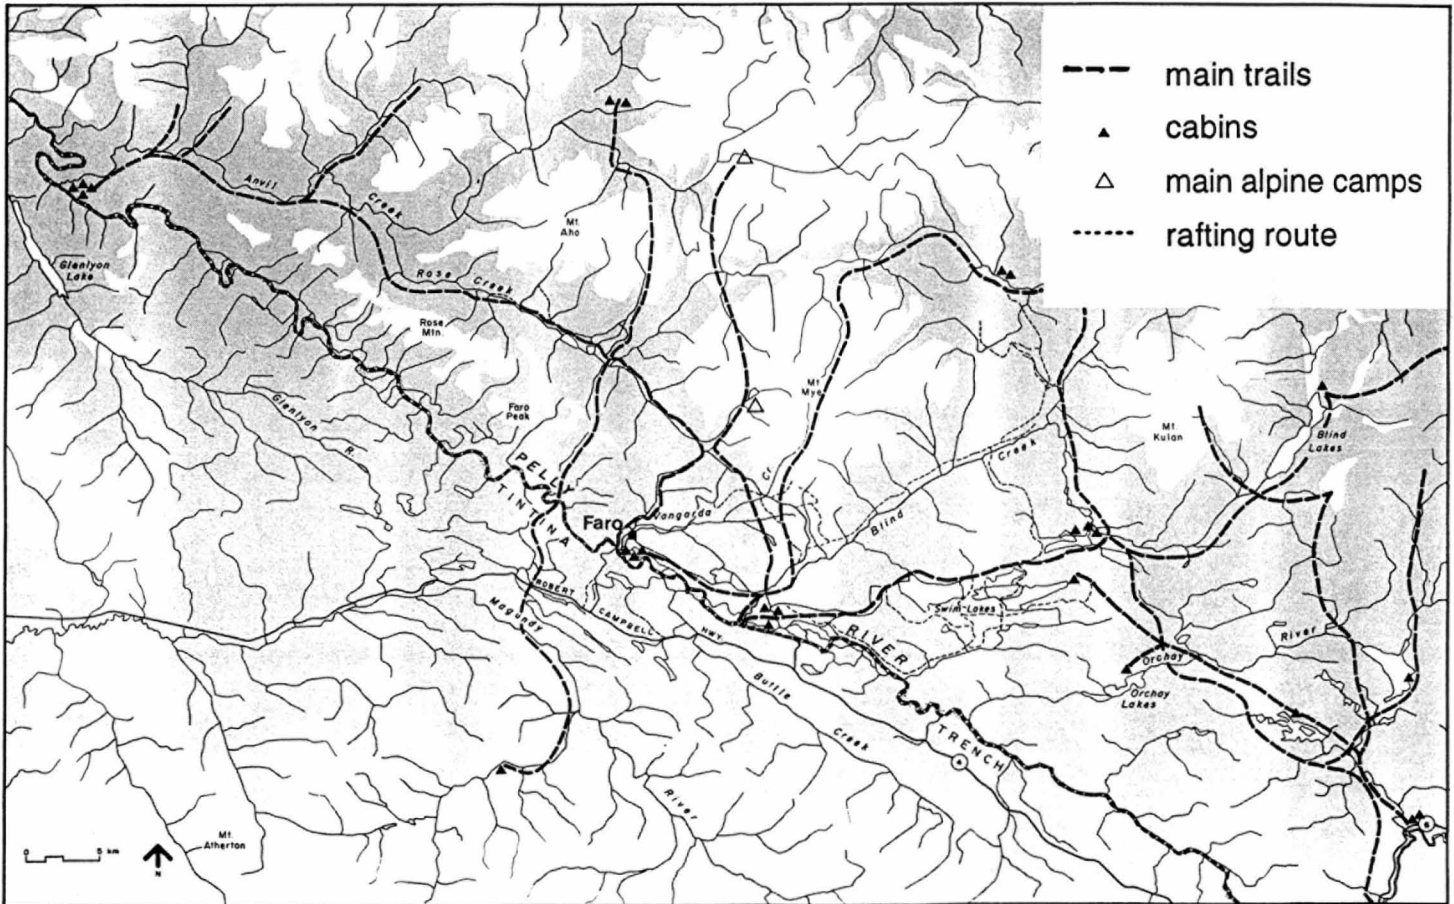 main trails
cabins
main alpine camps
rafting route
Anvil
Creek
Mt.
Aho
Glenlyon
Lake
Rose Creek
Rose
Mtn.
Mt
Mye
Faro
Peak
Glenlyon
R.
Mt.
Kulan
Blind
Lakes
Creek
Blind
Cr.
Vangorda
PELLY
TINTINA
Faro
ROBERT
CAMPBELL
HWY.
Magundy
Swim Lakes
RIVER
River
Orchay
Orchay
Lakes
Buttle
Creek
TRENCH
4
River
Mt.
Atherton
0 5 km
N